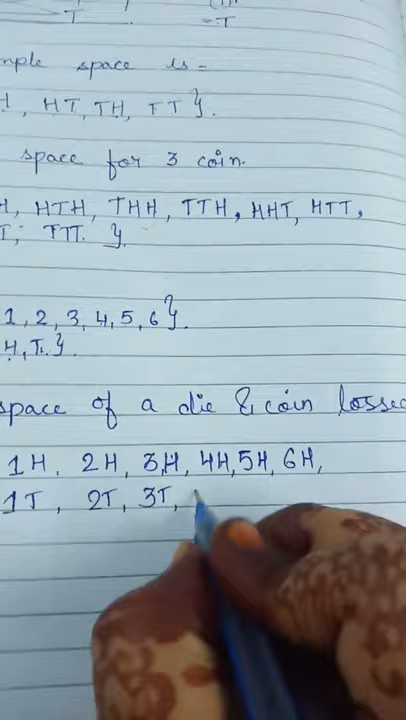 T
T
mple space is -
H, HT, TH, TT }.
space for 3 coin.
H, HTH, THH, TTH, HHT, HTT,
T, TTT. }
1, 2, 3, 4, 5, 6 }.
H, T. }
space of a die & coin tossed
1H, 2H, 3H, 4H, 5H, 6H,
1T, 2T, 3T,